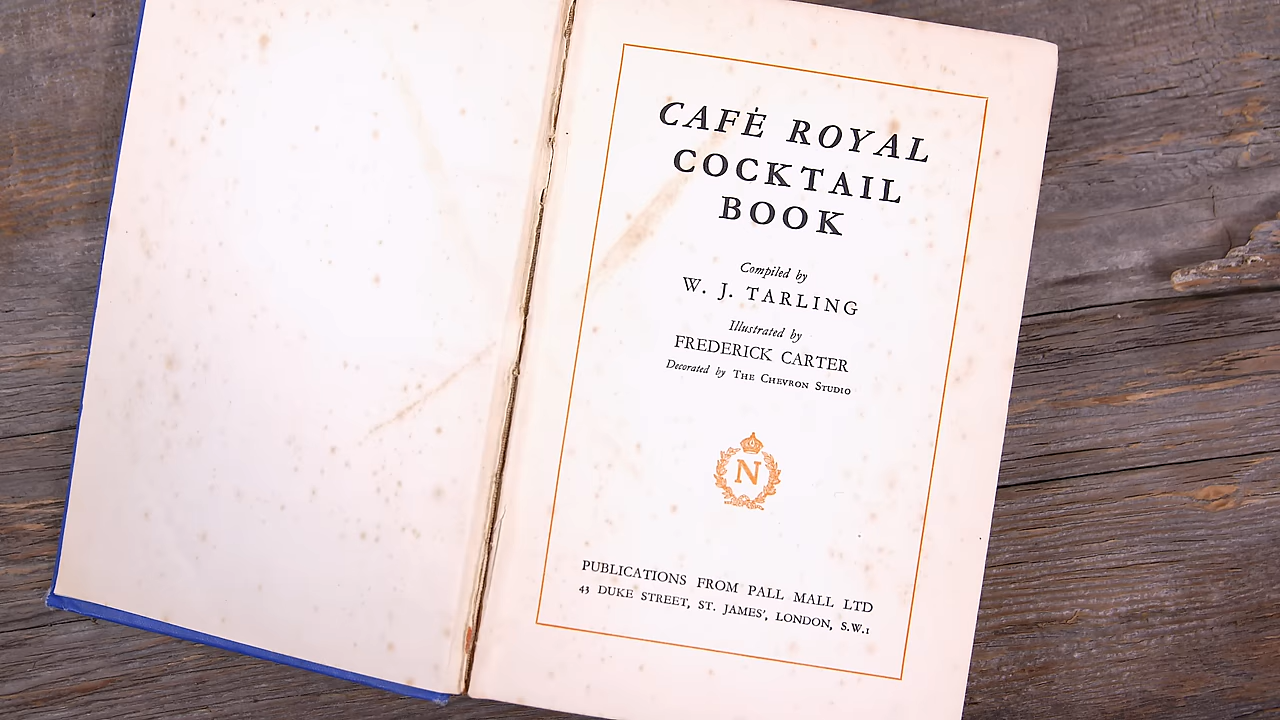 CAFÉ ROYAL
COCKTAIL
BOOK
Compiled by
W. J. TARLING
Illustrated by
FREDERICK CARTER
Decorated by THE CHEVRON STUDIO
N
PUBLICATIONS FROM PALL MALL LTD
43 DUKE STREET, ST. JAMES', LONDON, S.W.1